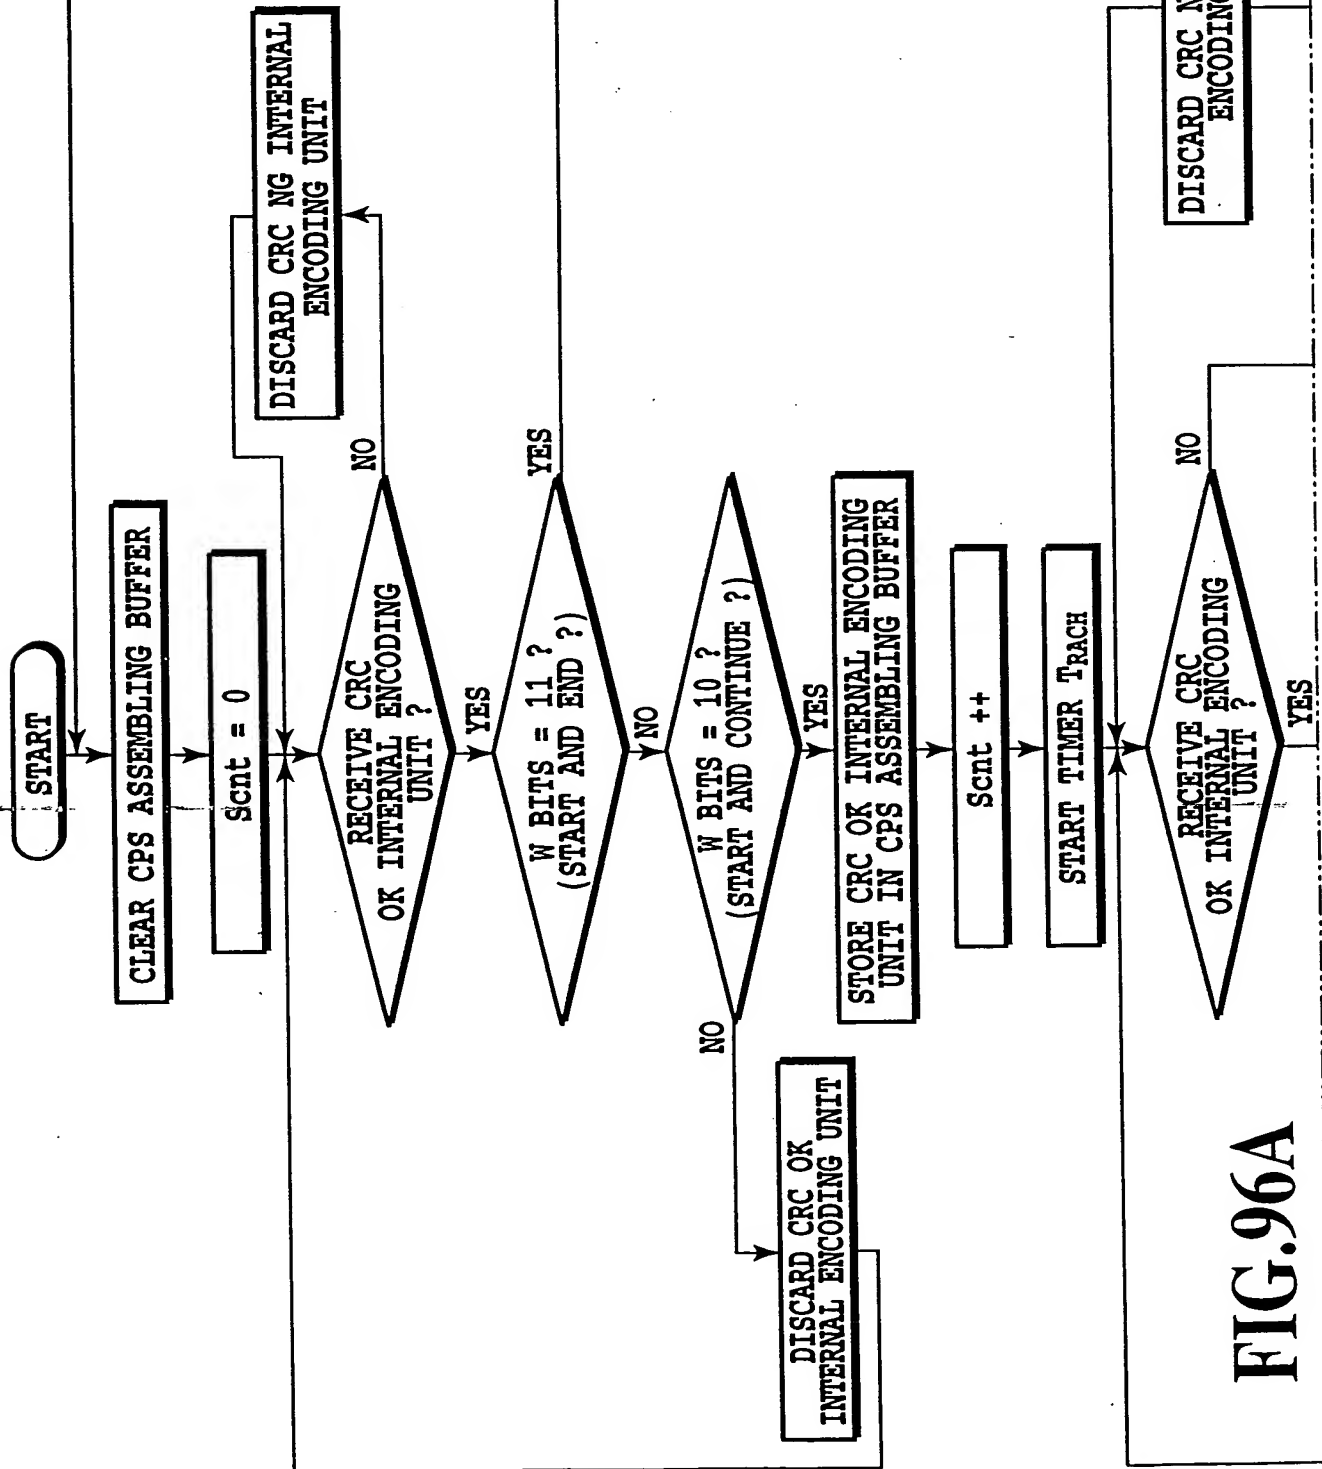 START
CLEAR CPS ASSEMBLING BUFFER
Scnt = 0
DISCARD CRC NG INTERNAL
ENCODING UNIT
RECEIVE CRC
OK INTERNAL ENCODING
UNIT ?
NO
YES
W BITS = 11 ?
(START AND END ?)
YES
NO
W BITS = 10 ?
(START AND CONTINUE ?)
NO
YES
DISCARD CRC OK
INTERNAL ENCODING UNIT
STORE CRC OK INTERNAL ENCODING
UNIT IN CPS ASSEMBLING BUFFER
Scnt ++
START TIMER TRACH
RECEIVE CRC
OK INTERNAL ENCODING
UNIT ?
NO
YES
DISCARD CRC N
ENCODING
FIG.96A